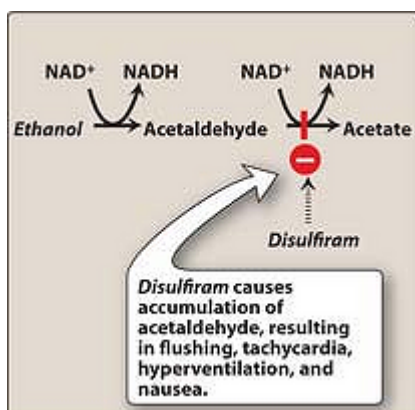 NAD+ NADH NAD+ NADH
Ethanol Acetaldehyde Acetate
Disulfiram
Disulfiram causes
accumulation of
acetaldehyde, resulting
in flushing, tachycardia,
hyperventilation, and
nausea.